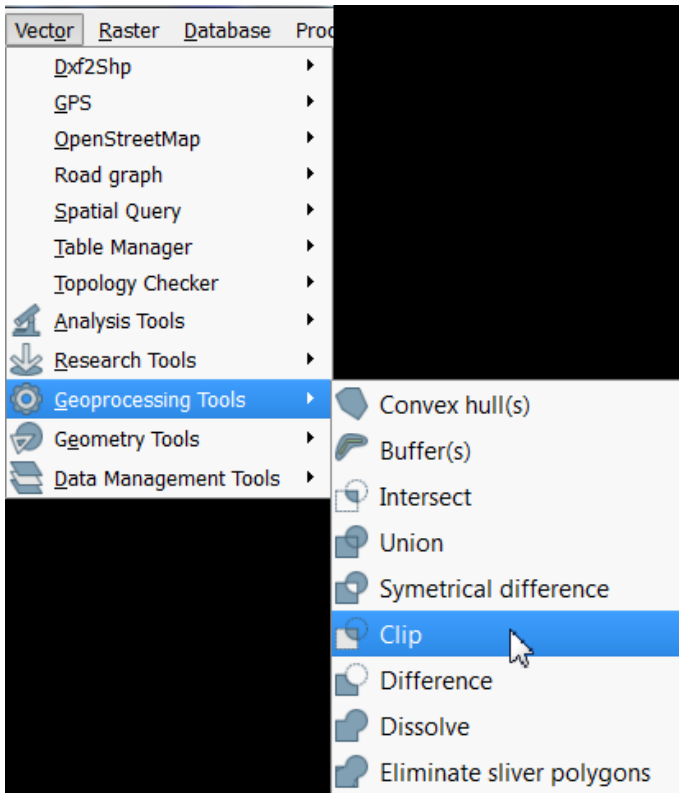 Vector Raster Database Proc
Dxf2Shp
GPS
OpenStreetMap
Road graph
Spatial Query
Table Manager
Topology Checker
Analysis Tools
Research Tools
Geoprocessing Tools
Geometry Tools
Data Management Tools
Convex hull(s)
Buffer(s)
Intersect
Union
Symetrical difference
Clip
Difference
Dissolve
Eliminate sliver polygons